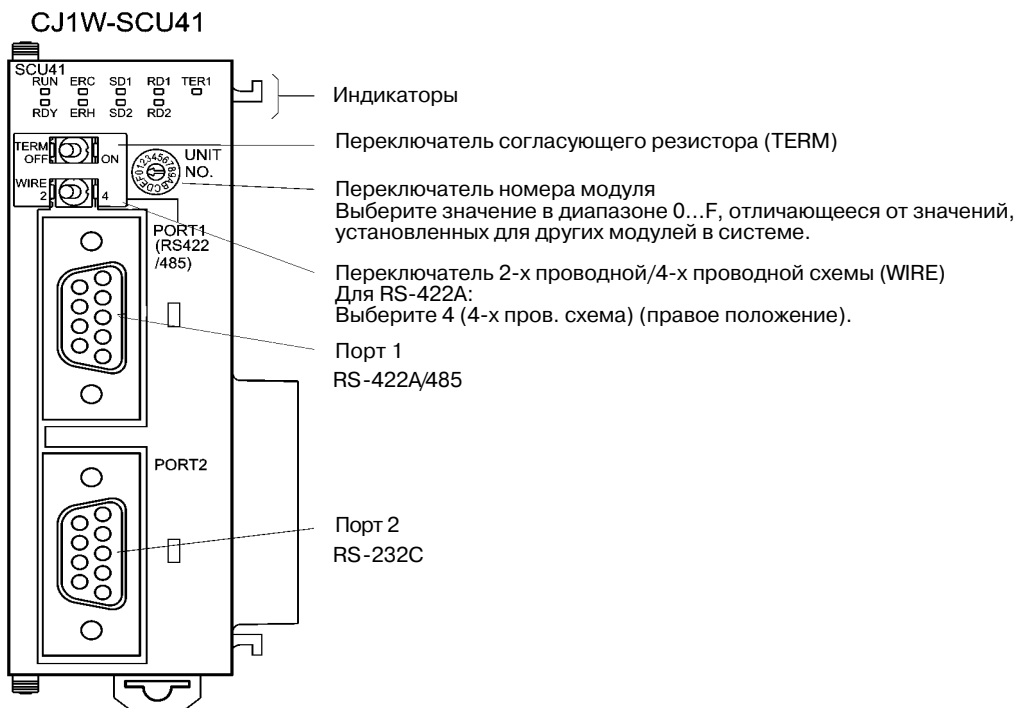 CJ1W-SCU41
SCU41
RUN ERC SD1 RD1 TER1
RDY ERH SD2 RD2
Индикаторы
TERM
OFF ON
Переключатель согласующего резистора (TERM)
0123456789ABCDEF
UNIT
NO.
WIRE
2 4
Переключатель номера модуля
Выберите значение в диапазоне 0...F, отличающееся от значений,
установленных для других модулей в системе.
PORT1
(RS422
/485)
Переключатель 2-х проводной/4-х проводной схемы (WIRE)
Для RS-422A:
Выберите 4 (4-х пров. схема) (правое положение).
Порт 1
RS-422A/485
PORT2
Порт 2
RS-232C